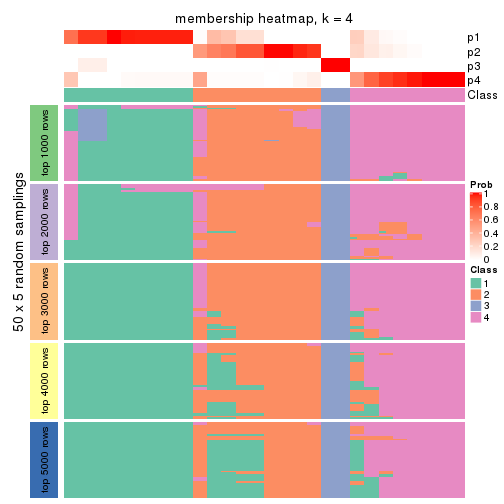 membership heatmap, k = 4
p1
p2
p3
p4
Class
50 x 5 random samplings
top 1000 rows
top 2000 rows
top 3000 rows
top 4000 rows
top 5000 rows
Prob
1
0.8
0.6
0.4
0.2
0
Class
1
2
3
4